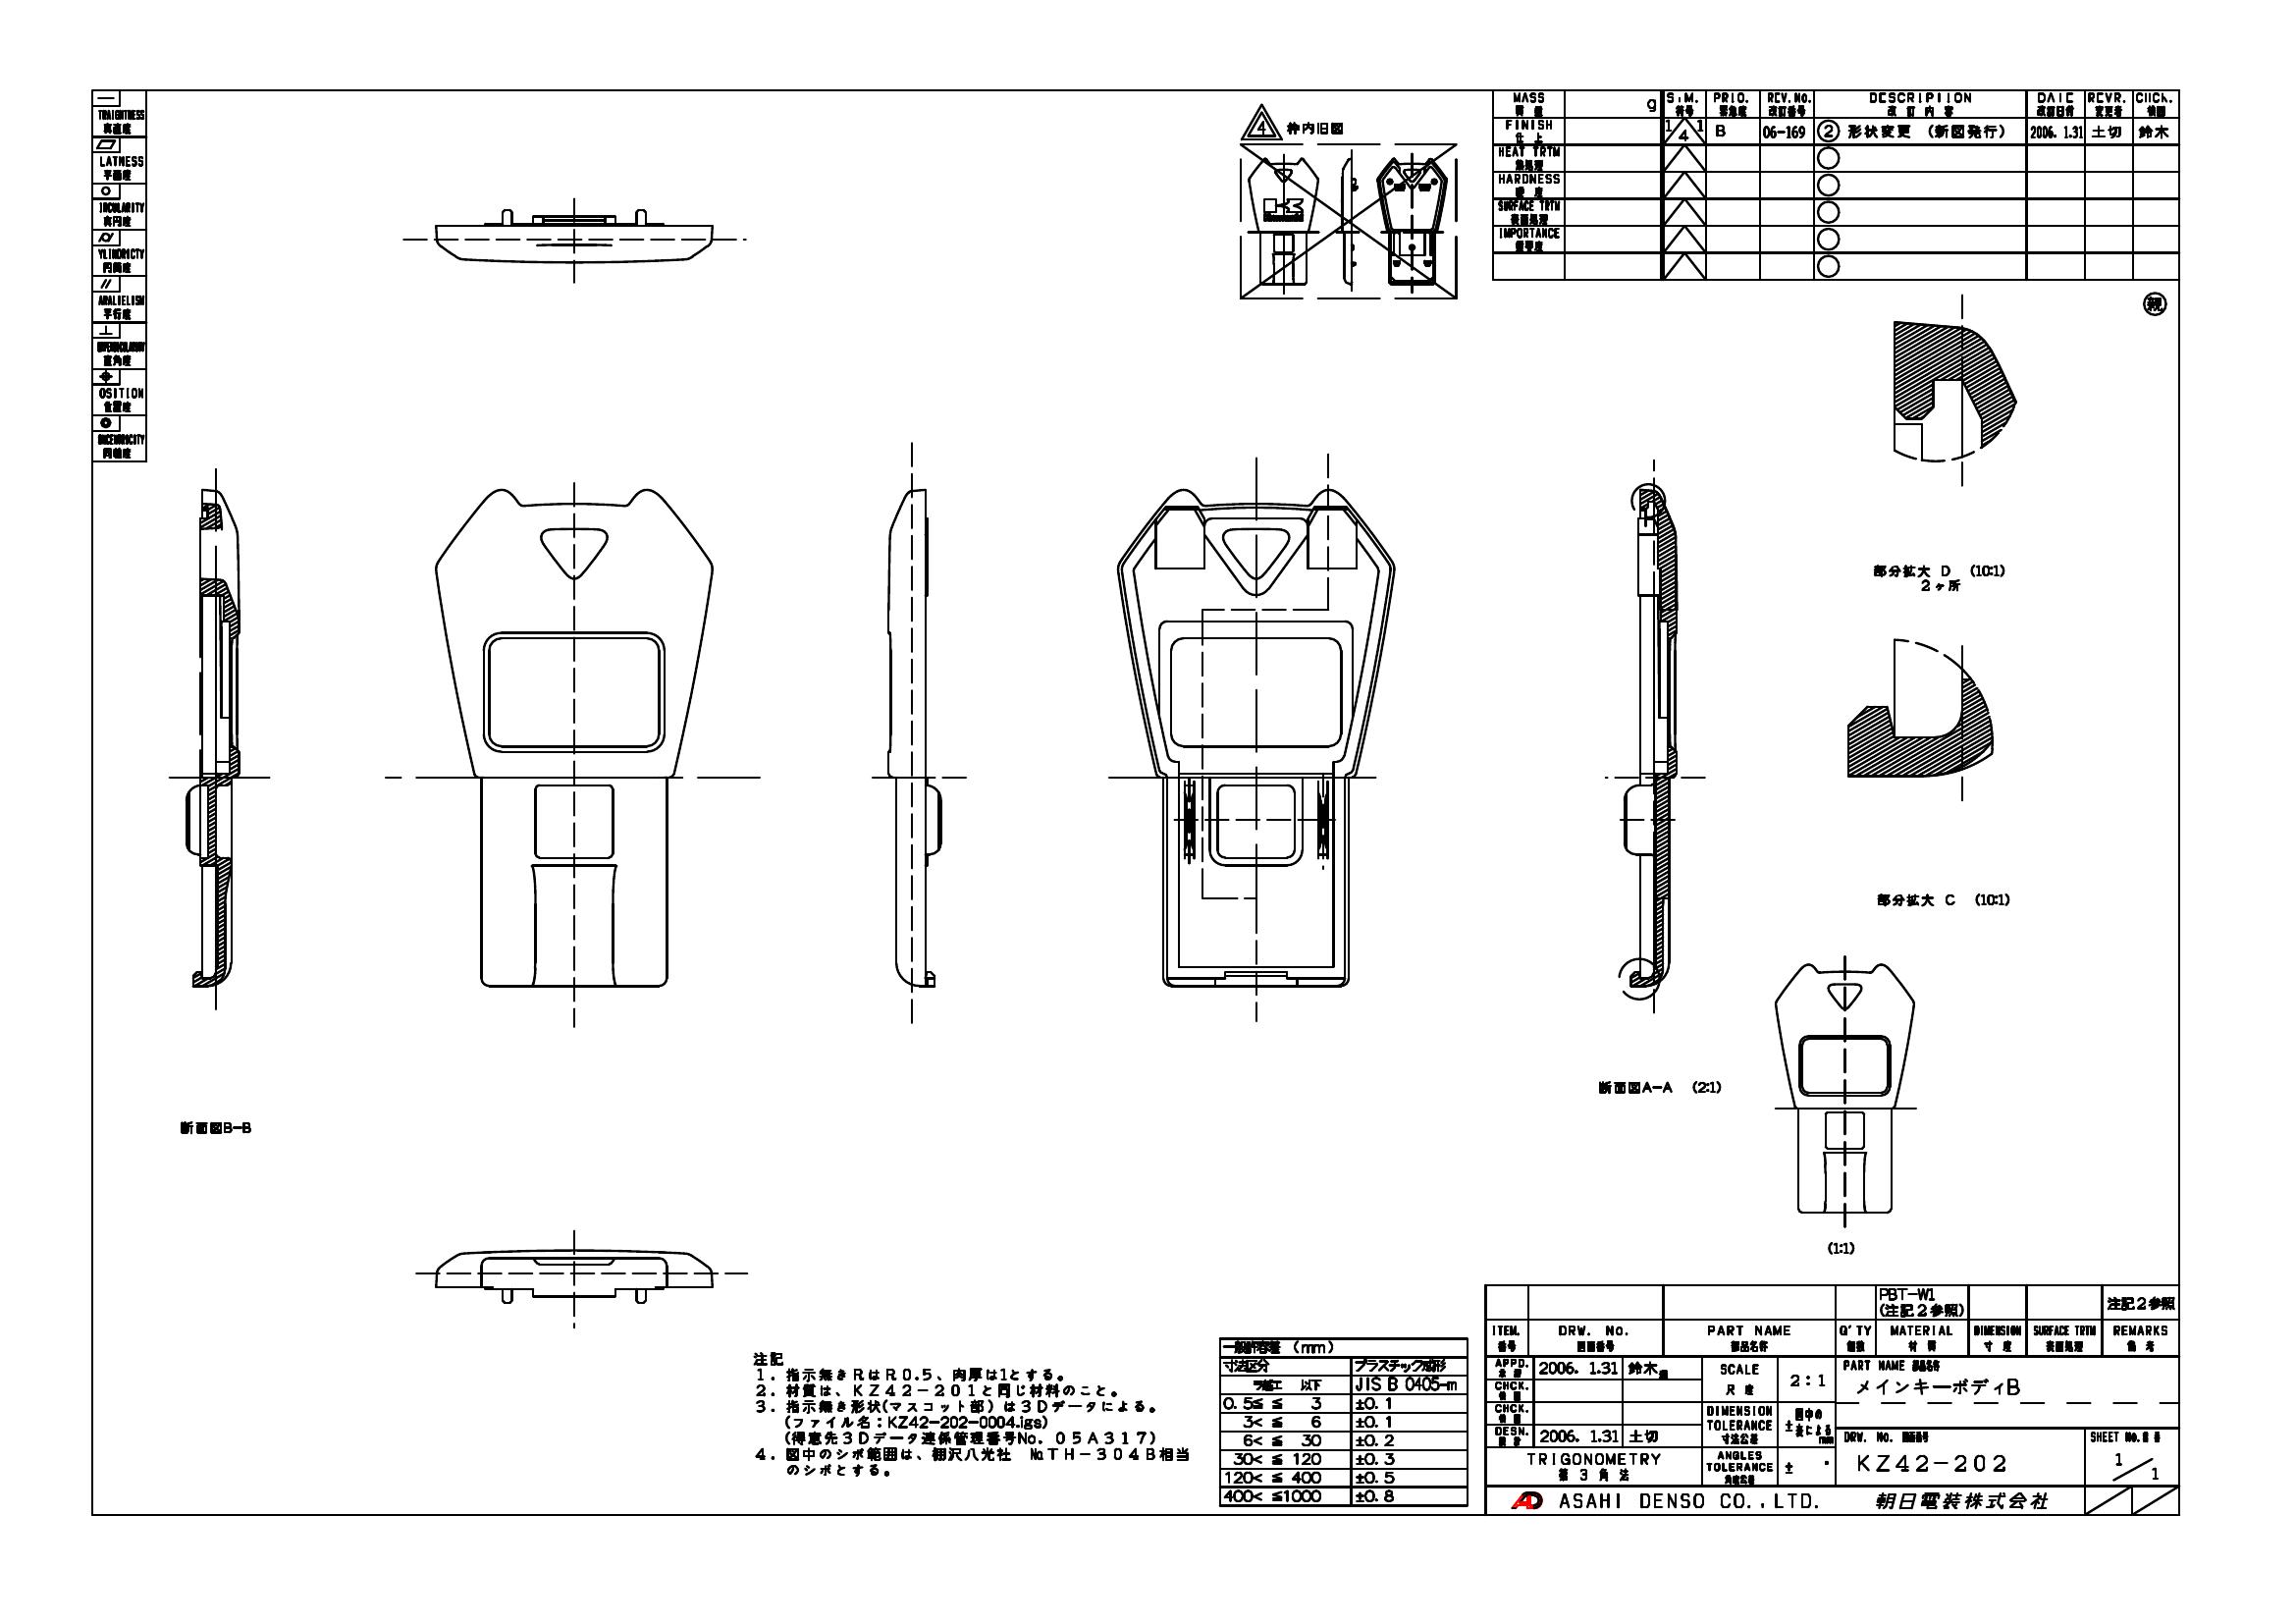 TRAIGHTNESS
真直度
LATNESS
平面度
IRCULARITY
真円度
YLINDRICTY
円筒度
ARALIELISM
平行度
直角度
OSITION
位置度
同軸度
4 枠内旧図
MASS
質 量
g
S.M.
符号
PRIO.
緊急度
REV.No.
改訂番号
DESCRIPIION
改 訂 内 容
DAIE
改訂日付
REVR.
変更者
CHCk.
検図
FINISH
仕 上
1 4 1
B
06-169
② 形状変更 (新図発行)
2006. 1.31
土切
鈴木
HEAT TRTM
熱処理
HARDNESS
硬 度
SURFACE TRTM
表面処理
IMPORTANCE
重要度
親
部分拡大 D (10:1)
2ヶ所
部分拡大 C (10:1)
断面図A-A (2:1)
断面図B-B
(1:1)
注記
1. 指示無きRはR0.5、肉厚は1とする。
2. 材質は、KZ42-201と同じ材料のこと。
3. 指示無き形状(マスコット部)は3Dデータによる。
(ファイル名:KZ42-202-0004.igs)
(得意先3Dデータ連係管理番号No. 05A317)
4. 図中のシボ範囲は、棚沢八光社 №TH-304B相当
のシボとする。
一般許容差 (mm)
寸法区分 プラスチック成形
ヲ越エ 以下 JIS B 0405-m
0.5≦ ≦ 3 ±0.1
3< ≦ 6 ±0.1
6< ≦ 30 ±0.2
30< ≦ 120 ±0.3
120< ≦ 400 ±0.5
400< ≦1000 ±0.8
PBT-W1
(注記2参照)
注記2参照
ITEM. DRW. No. PART NAME Q'TY MATERIAL DIMENSION SURFACE TRTM REMARKS
番号 図面番号 部品名称 個数 材 質 寸 度 表面処理 備 考
APPD.
承 認
2006. 1.31 鈴木
CHCK.
検 図
CHCK.
検 図
DESN.
設 計
2006. 1.31 土切
SCALE
尺 度
2:1
DIMENSION
TOLERANCE
寸法公差
± 図中の
表による
mm
TRIGONOMETRY
第 3 角 法
ANGLES
TOLERANCE
角度公差
± °
PART NAME 部品名称
メインキーボディB
DRW. No. 図面番号
KZ42-202
SHEET No.葉番
1/1
AD ASAHI DENSO CO.,LTD. 朝日電装株式会社